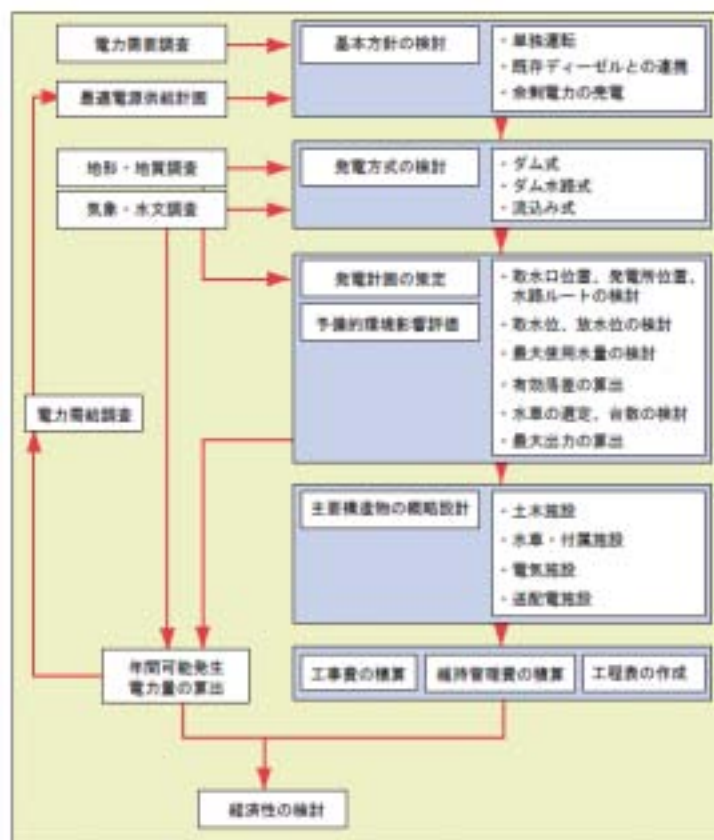 電力需要調査
最適電源供給計画
基本方針の検討
・単独運転
・既存ディーゼルとの連携
・余剰電力の売電
地形・地質調査
気象・水文調査
発電方式の検討
・ダム式
・ダム水路式
・流込み式
発電計画の策定
予備的環境影響評価
・取水口位置、発電所位置、
水路ルートの検討
・取水位、放水位の検討
・最大使用水量の検討
・有効落差の算出
・水車の選定、台数の検討
・最大出力の算出
電力需給調査
主要構造物の概略設計
・土木施設
・水車・付属施設
・電気施設
・送配電施設
年間可能発生
電力量の算出
工事費の積算
維持管理費の積算
工程表の作成
経済性の検討